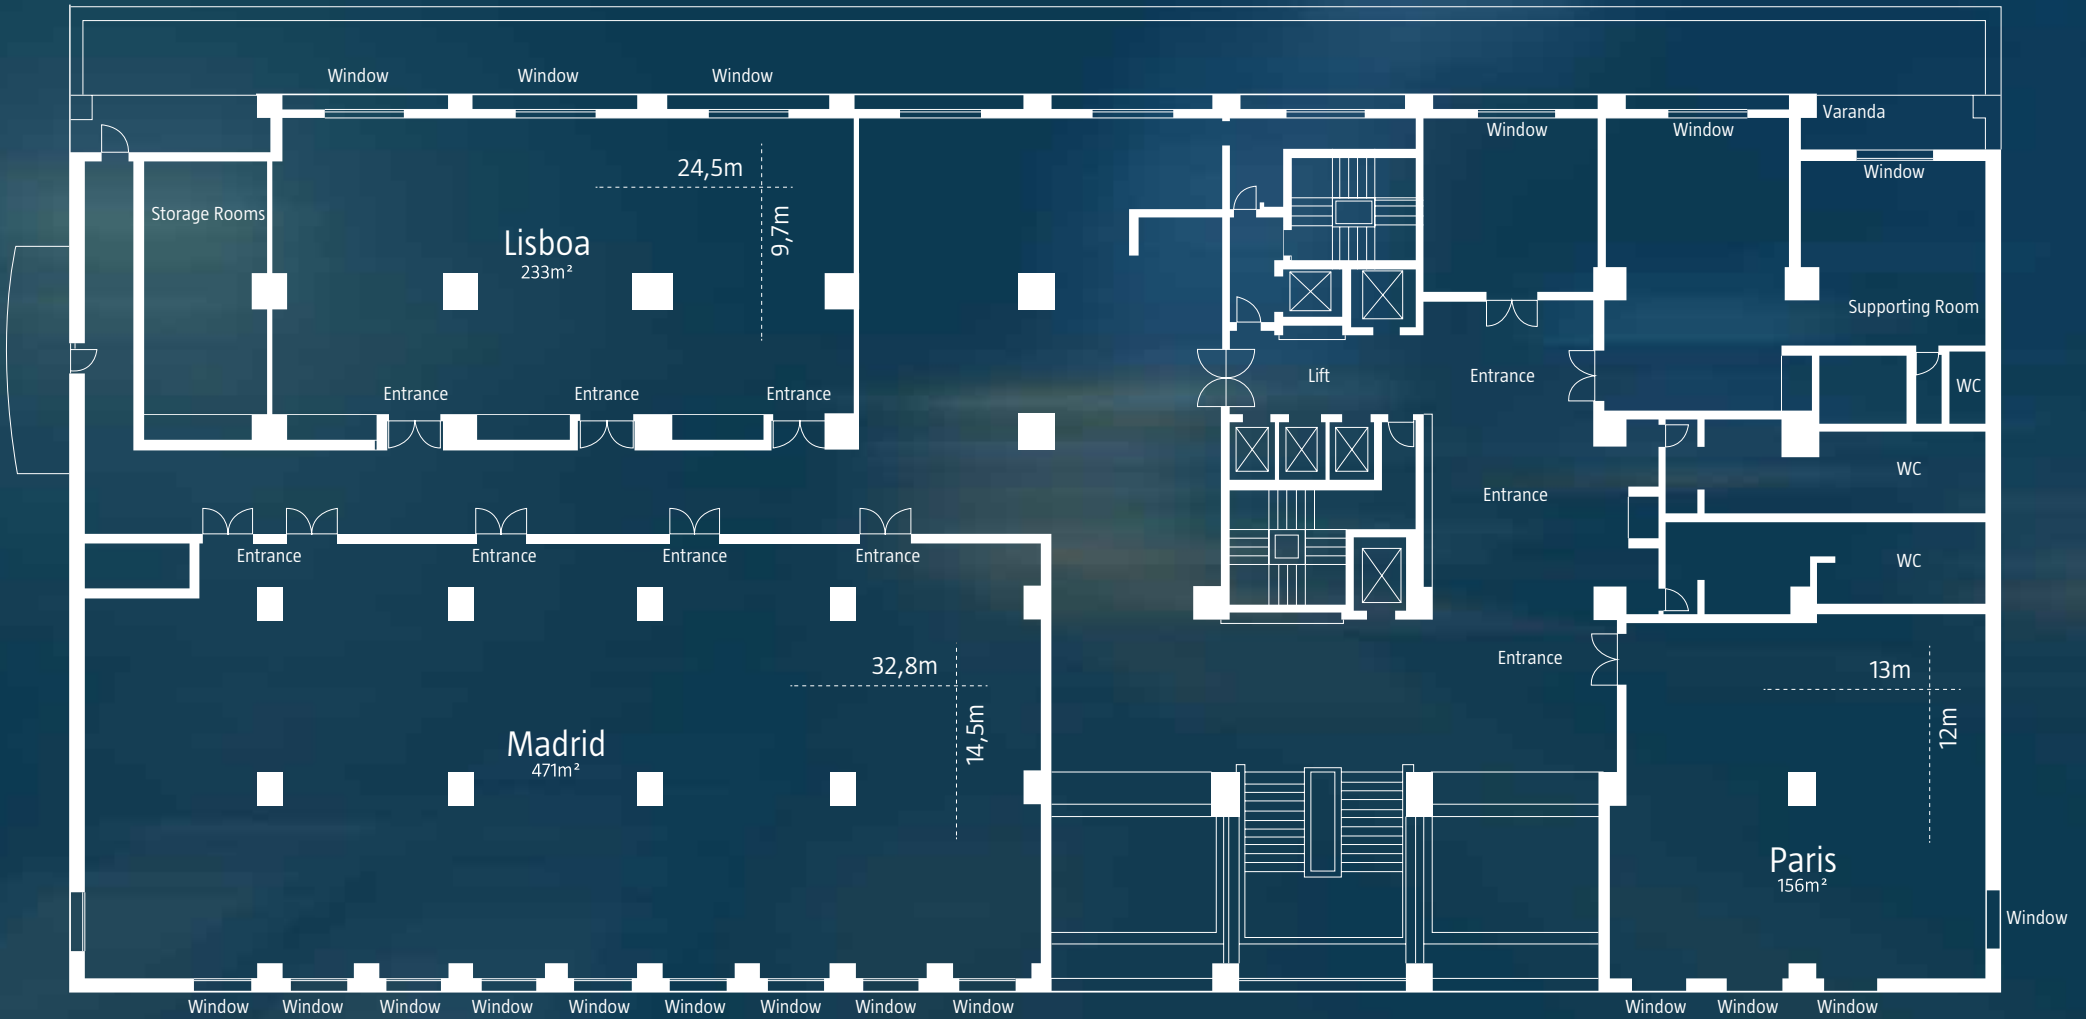 Window
Window
Window
Varanda
Window
Window
24,5m
Window
Storage Rooms
9,7m
Lisboa
233m²
Supporting Room
Lift
Entrance
WC
Entrance
Entrance
Entrance
WC
Entrance
Entrance
Entrance
Entrance
Entrance
WC
Entrance
32,8m
13m
14,5m
12m
Madrid
471m²
Paris
156m²
Window
Window
Window
Window
Window
Window
Window
Window
Window
Window
Window
Window
Window